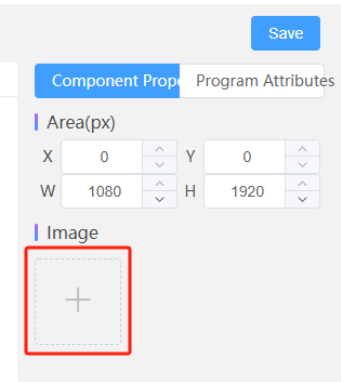 Save
Component Prope Program Attributes
Area(px)
X 0 Y 0
W 1080 H 1920
Image